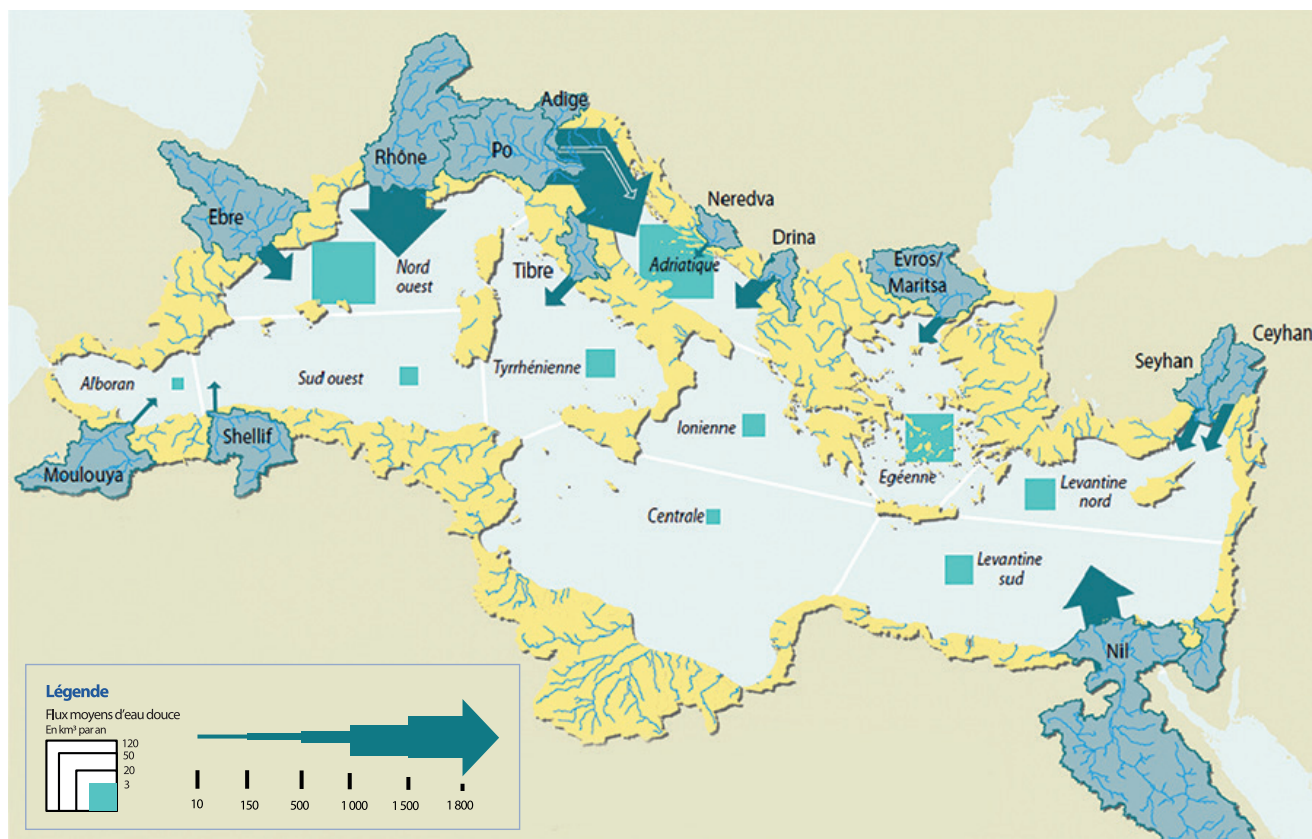 Adige
Rhône
Po
Ebre
Neredva
Drina
Tibre
Nord
ouest
Adriatique
Evros/
Maritsa
Ceyhan
Seyhan
Alboran
Sud ouest
Tyrrhénienne
Moulouya
Shellif
Ionienne
Egéenne
Levantine
nord
Centrale
Levantine
sud
Nil
Légende
Flux moyens d'eau douce
En km³ par an
120
50
20
3
10
150
500
1 000
1 500
1 800